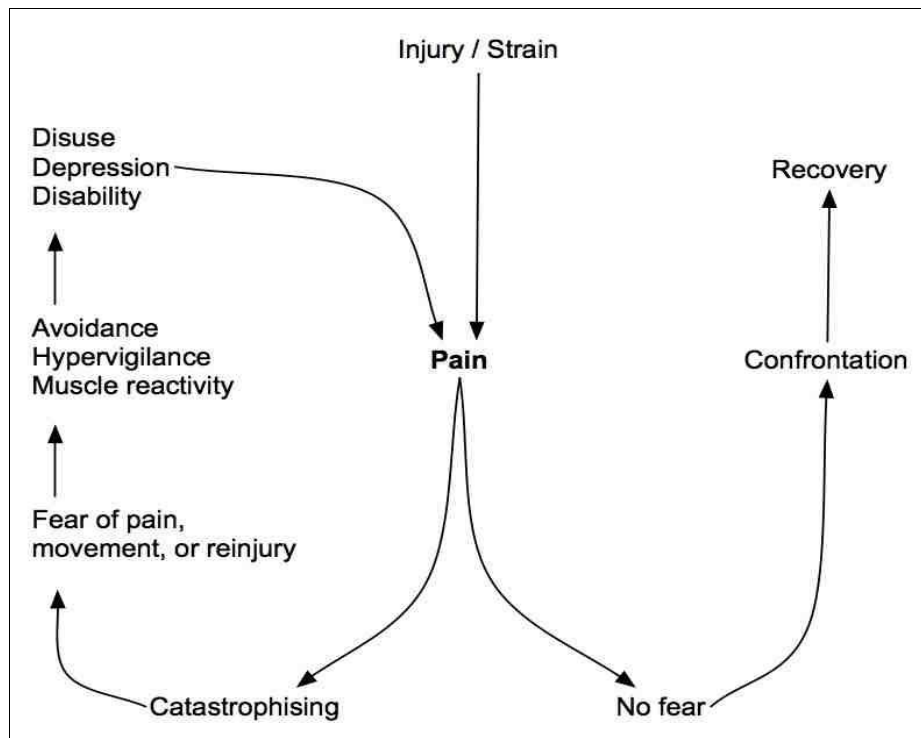 Injury / Strain
Disuse
Depression
Disability
Recovery
Avoidance
Hypervigilance
Muscle reactivity
Pain
Confrontation
Fear of pain,
movement, or reinjury
Catastrophising
No fear